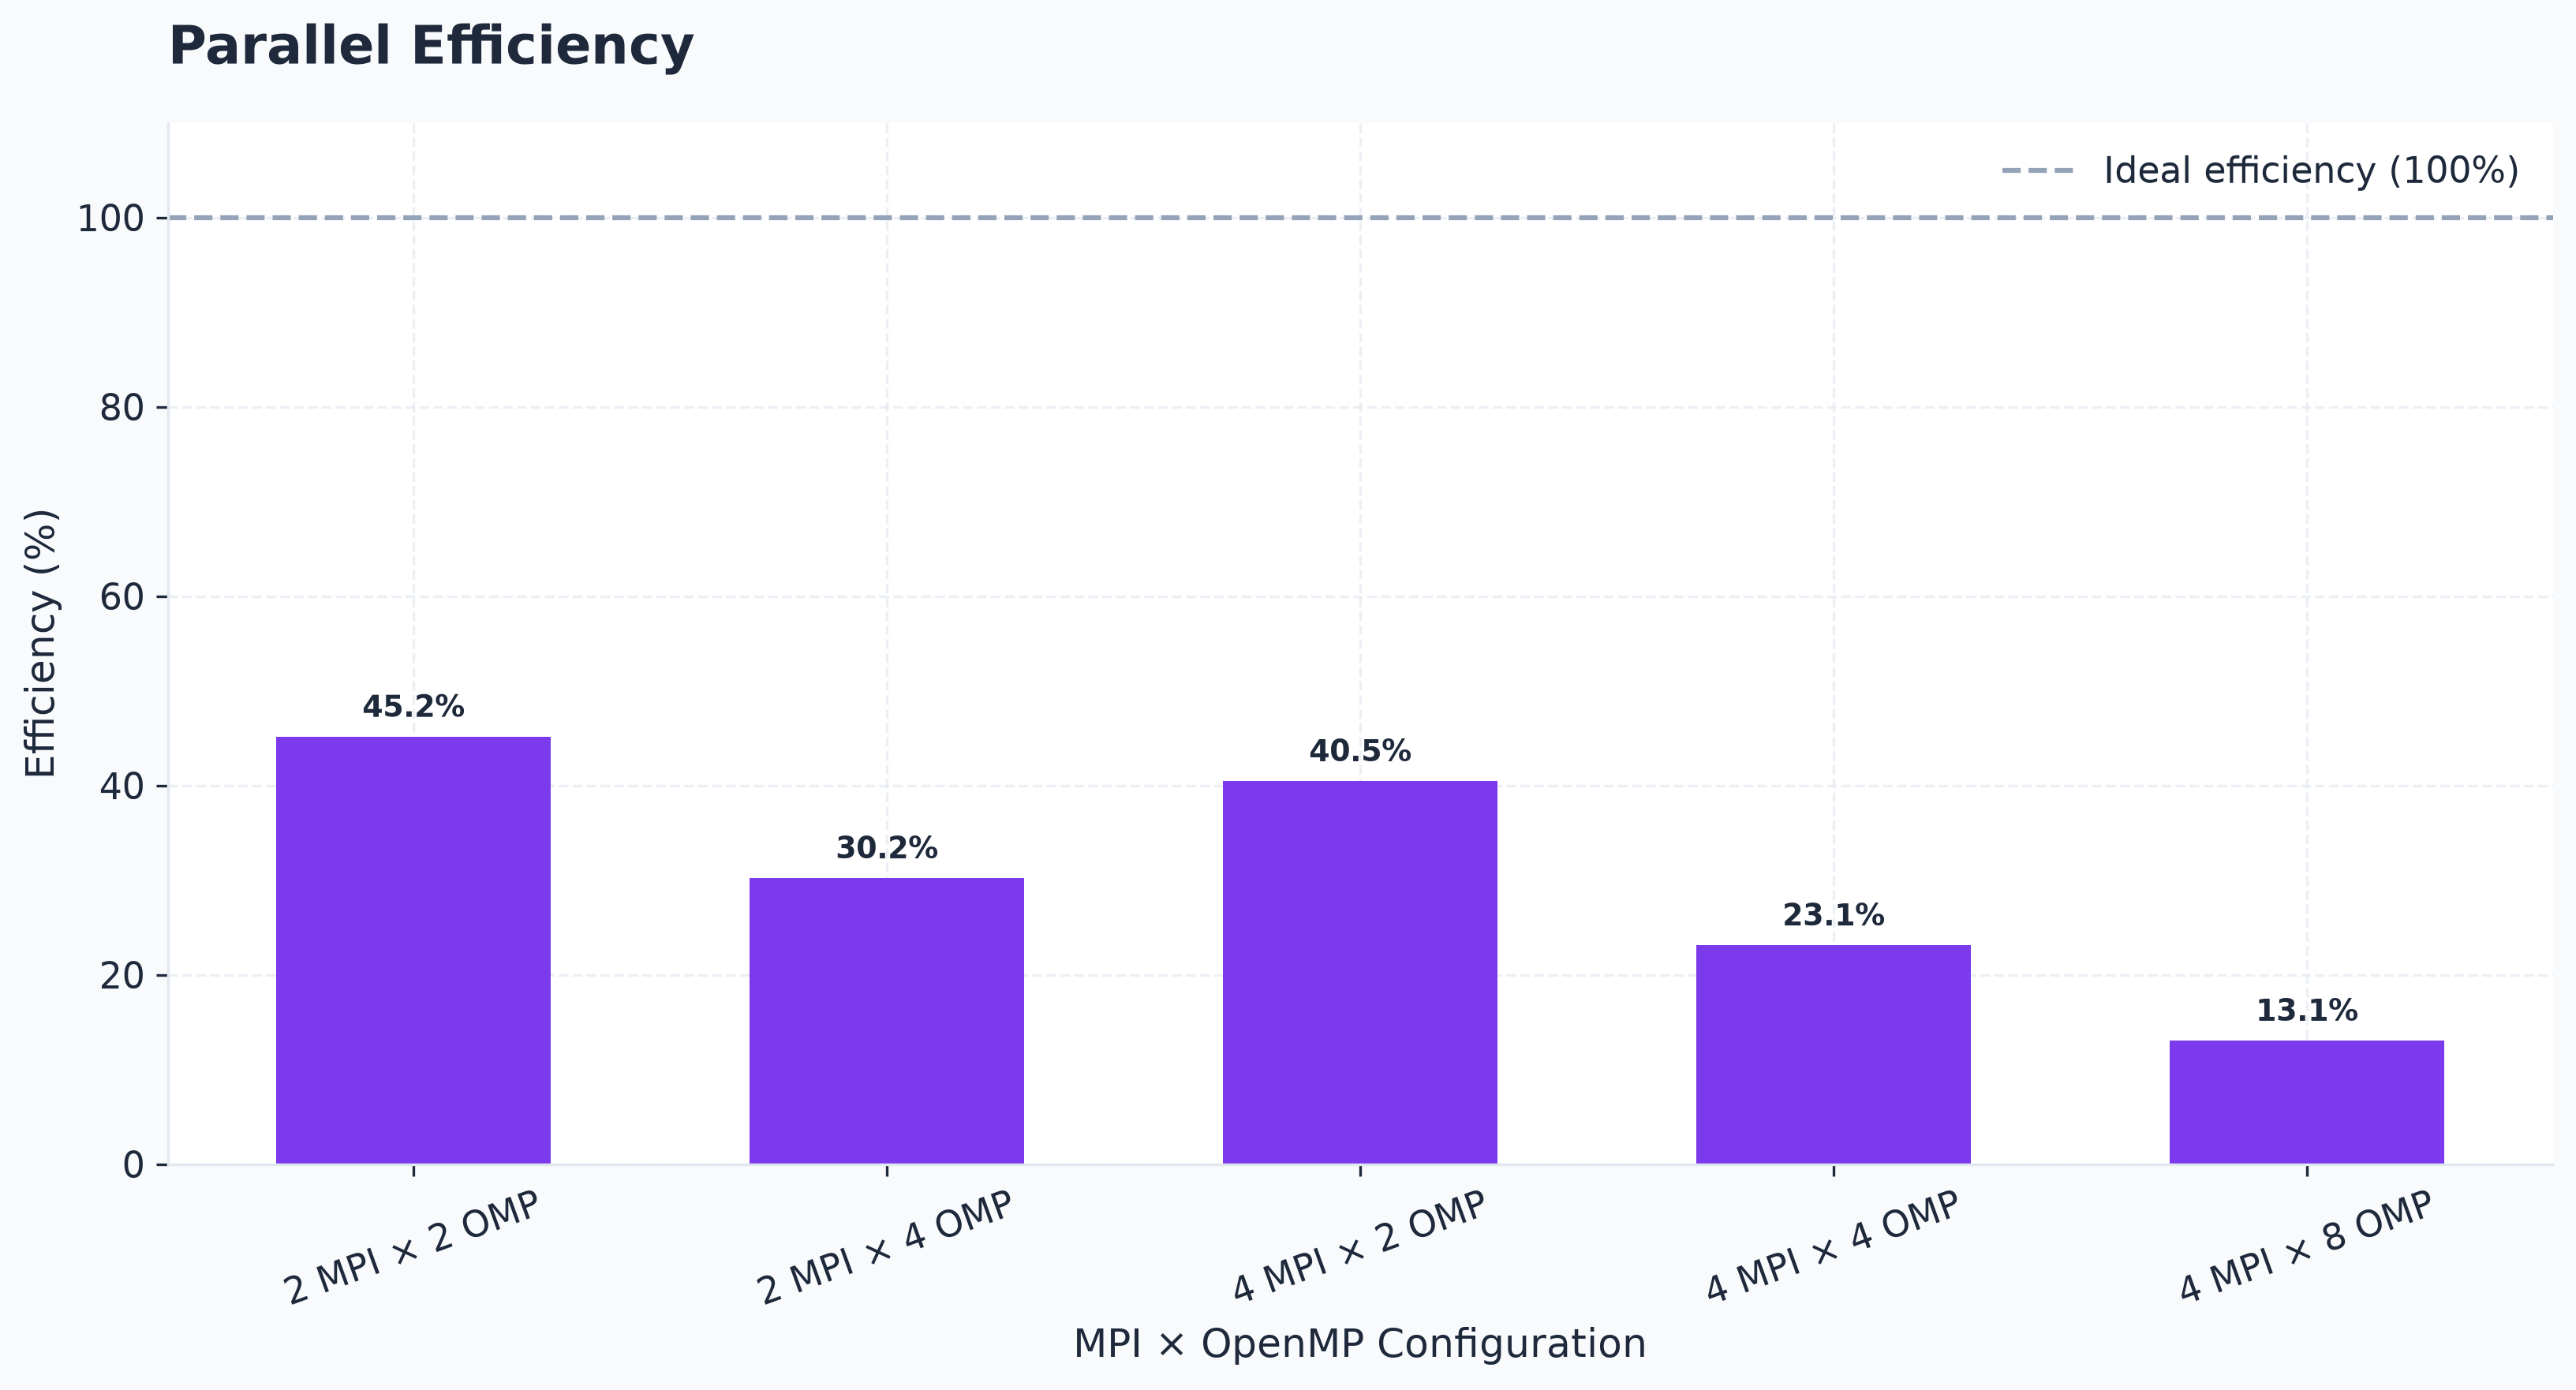 Parallel Efficiency
Ideal efficiency (100%)
Efficiency (%)
100
80
60
40
20
0
45.2%
30.2%
40.5%
23.1%
13.1%
2 MPI × 2 OMP
2 MPI × 4 OMP
4 MPI × 2 OMP
4 MPI × 4 OMP
4 MPI × 8 OMP
MPI × OpenMP Configuration